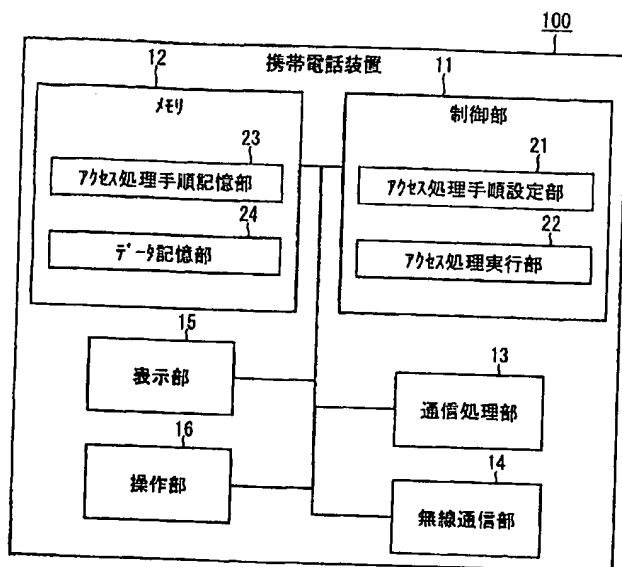 100
携帯電話装置
12
メモリ
23
アクセス処理手順記憶部
24
データ記憶部
11
制御部
21
アクセス処理手順設定部
22
アクセス処理実行部
15
表示部
16
操作部
13
通信処理部
14
無線通信部